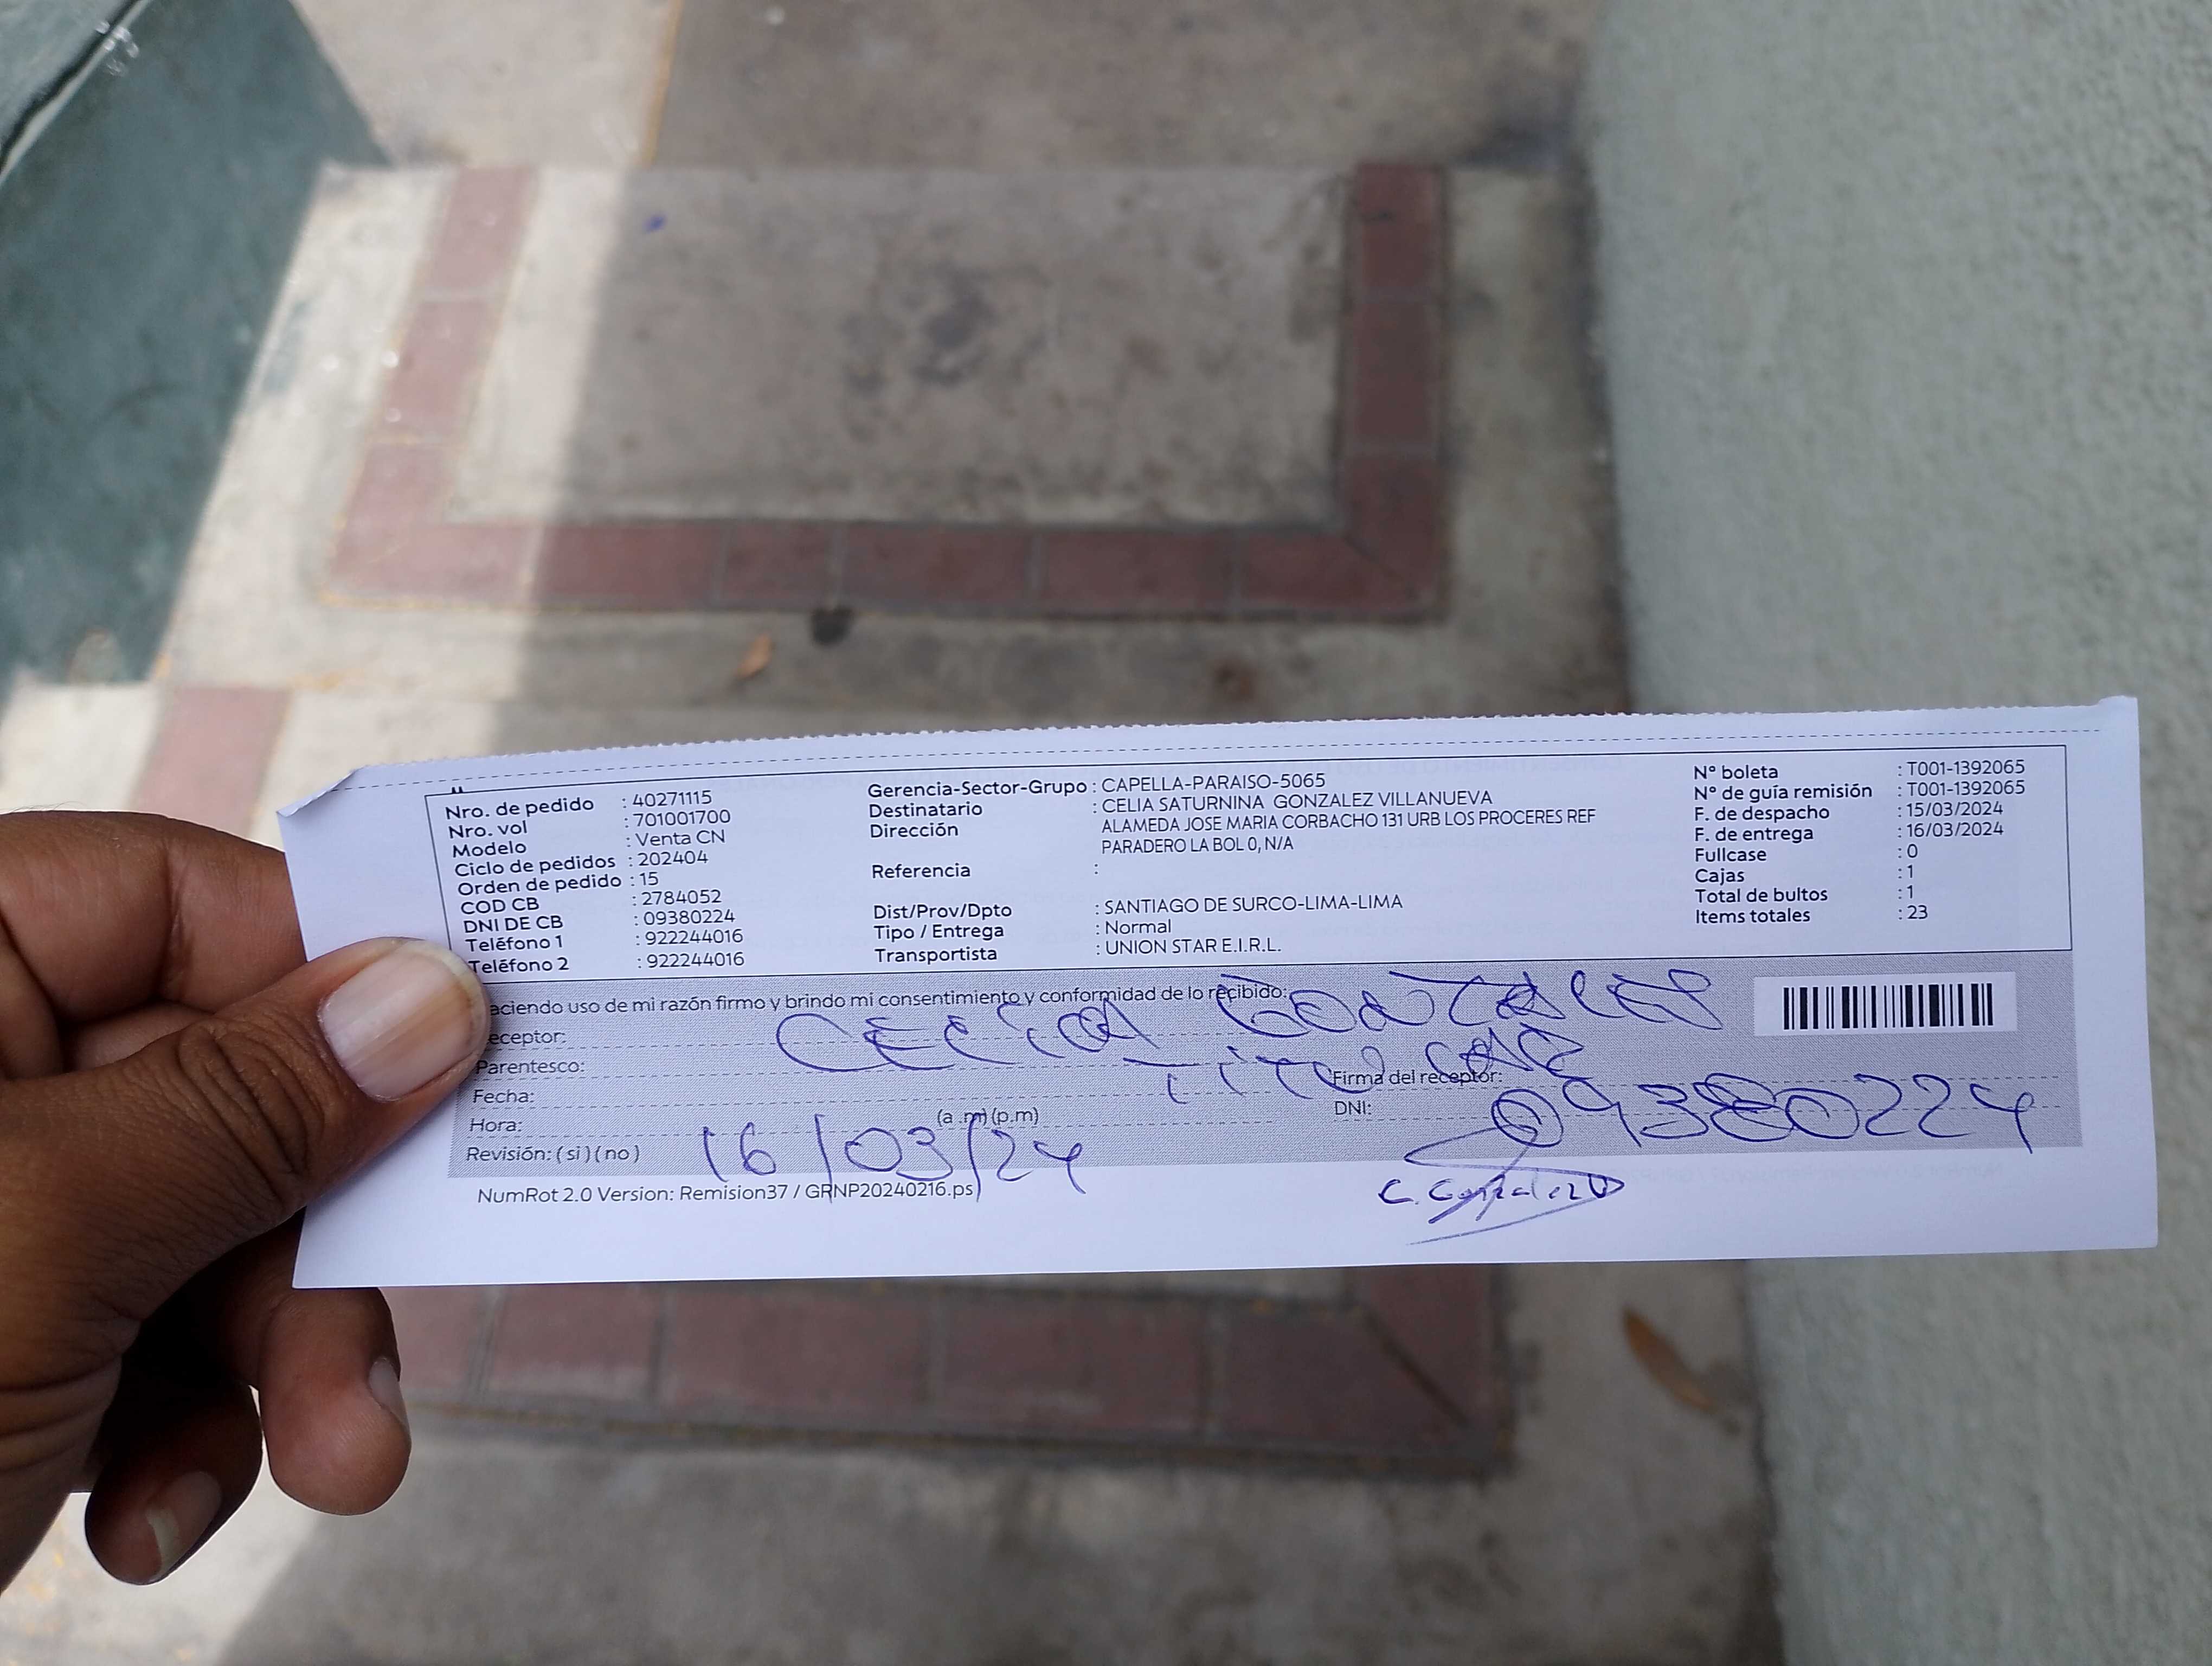 Nro. de pedido : 40271115
Nro. vol : 701001700
Modelo : Venta CN
Ciclo de pedidos : 202404
Orden de pedido : 15
COD CB : 2784052
DNI DE CB : 09380224
Teléfono 1 : 922244016
Teléfono 2 : 922244016
Gerencia-Sector-Grupo : CAPELLA-PARAISO-5065
Destinatario : CELIA SATURNINA GONZALEZ VILLANUEVA
Dirección ALAMEDA JOSE MARIA CORBACHO 131 URB LOS PROCERES REF
PARADERO LA BOL 0, N/A
Referencia :
Dist/Prov/Dpto : SANTIAGO DE SURCO-LIMA-LIMA
Tipo / Entrega : Normal
Transportista : UNION STAR E.I.R.L.
N° boleta : T001-1392065
N° de guía remisión : T001-1392065
F. de despacho : 15/03/2024
F. de entrega : 16/03/2024
Fullcase : 0
Cajas : 1
Total de bultos : 1
Items totales : 23
aciendo uso de mi razón firmo y brindo mi consentimiento y conformidad de lo recibido:
eceptor: CELIA GONZALES
Parentesco: TITULAR
Fecha:
Firma del receptor:
Hora: (a .m) (p.m)
DNI: 09380224
Revisión: ( si ) ( no ) 16/03/24
NumRot 2.0 Version: Remision37 / GRNP20240216.ps